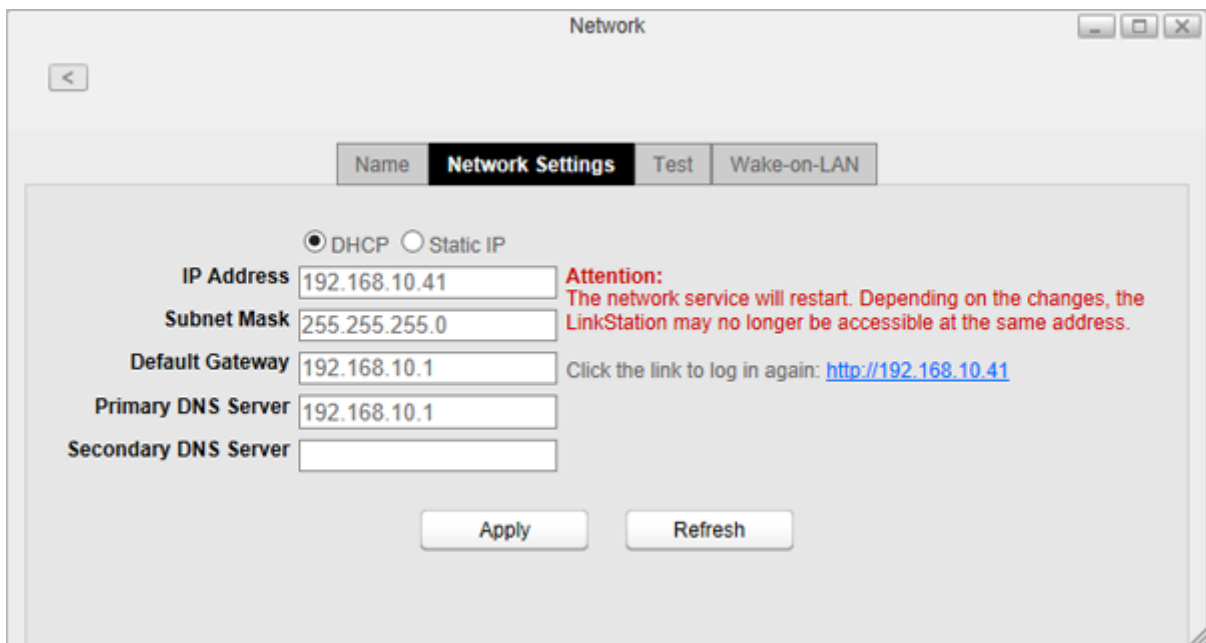 Network
<
Name Network Settings Test Wake-on-LAN
DHCP Static IP
IP Address 192.168.10.41
Attention:
The network service will restart. Depending on the changes, the
LinkStation may no longer be accessible at the same address.
Subnet Mask 255.255.255.0
Default Gateway 192.168.10.1
Click the link to log in again: http://192.168.10.41
Primary DNS Server 192.168.10.1
Secondary DNS Server
Apply Refresh